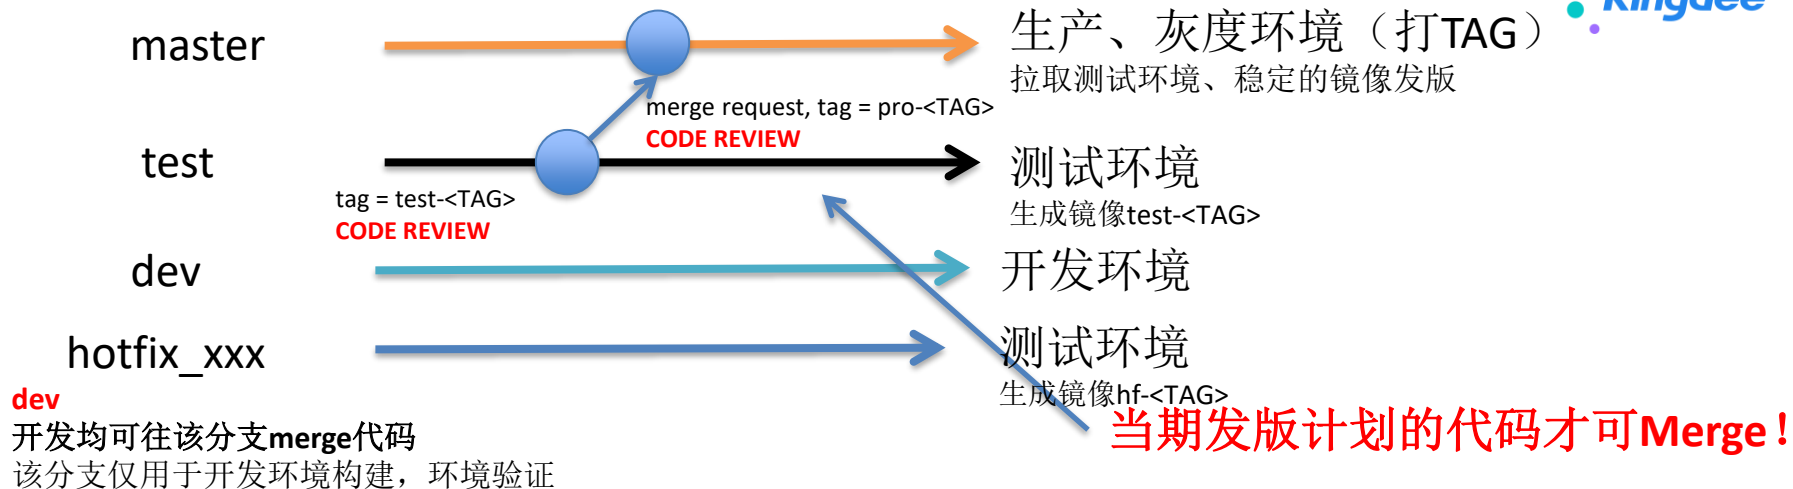 Kingdee
master
生产、灰度环境（打TAG）
拉取测试环境、稳定的镜像发版
merge request, tag = pro-<TAG>
CODE REVIEW
test
测试环境
生成镜像test-<TAG>
tag = test-<TAG>
CODE REVIEW
dev
开发环境
hotfix_xxx
测试环境
生成镜像hf-<TAG>
当期发版计划的代码才可Merge！
dev
开发均可往该分支merge代码
该分支仅用于开发环境构建，环境验证